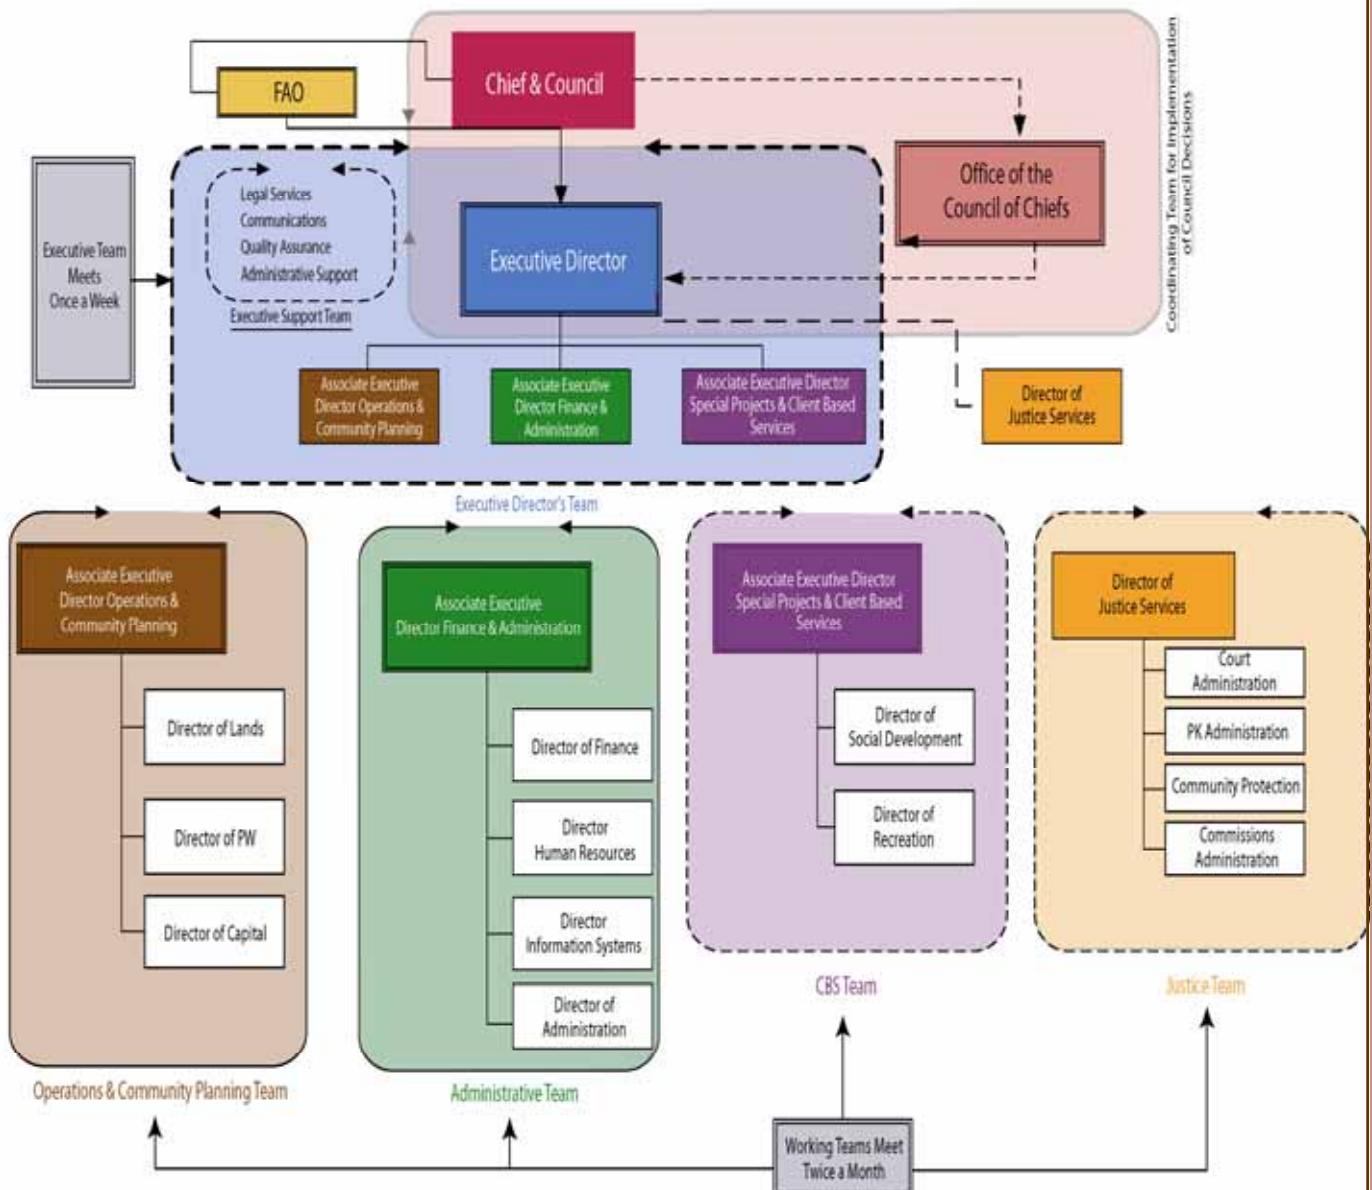 FAO
Chief & Council
Coordinating Team for Implementation
of Council Decisions
Office of the
Council of Chiefs
Executive Team
Meets
Once a Week
Legal Services
Communications
Quality Assurance
Administrative Support
Executive Support Team
Executive Director
Associate Executive
Director Operations &
Community Planning
Associate Executive
Director Finance &
Administration
Associate Executive Director
Special Projects & Client Based
Services
Director of
Justice Services
Executive Director's Team
Associate Executive
Director Operations &
Community Planning
Director of Lands
Director of PW
Director of Capital
Operations & Community Planning Team
Associate Executive
Director Finance & Administration
Director of Finance
Director
Human Resources
Director
Information Systems
Director of
Administration
Administrative Team
Associate Executive Director
Special Projects & Client Based
Services
Director of
Social Development
Director of
Recreation
CBS Team
Director of
Justice Services
Court
Administration
PK Administration
Community Protection
Commissions
Administration
Justice Team
Working Teams Meet
Twice a Month